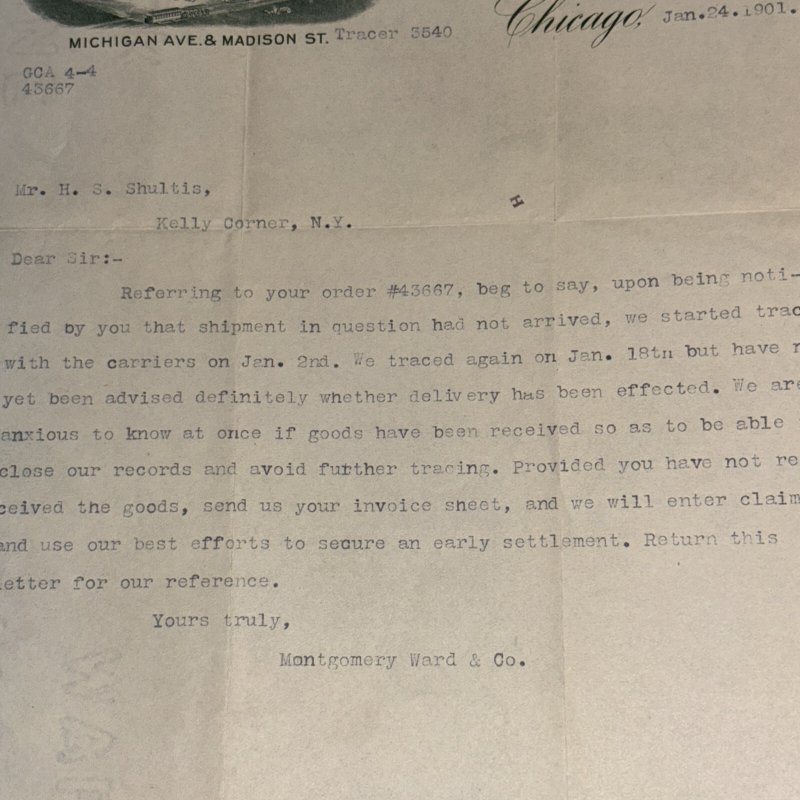 MICHIGAN AVE. & MADISON ST. Tracer 3540
Chicago, Jan.24.1901.
GCA 4-4
43667
Mr. H. S. Shultis,
H
Kelly Corner, N.Y.
Dear Sir:-
Referring to your order #43667, beg to say, upon being noti-
fied by you that shipment in question had not arrived, we started trac
with the carriers on Jan. 2nd. We traced again on Jan. 18th but have n
yet been advised definitely whether delivery has been effected. We are
anxious to know at once if goods have been received so as to be able
close our records and avoid further tracing. Provided you have not re
ceived the goods, send us your invoice sheet, and we will enter claim
and use our best efforts to secure an early settlement. Return this
letter for our reference.
Yours truly,
Montgomery Ward & Co.